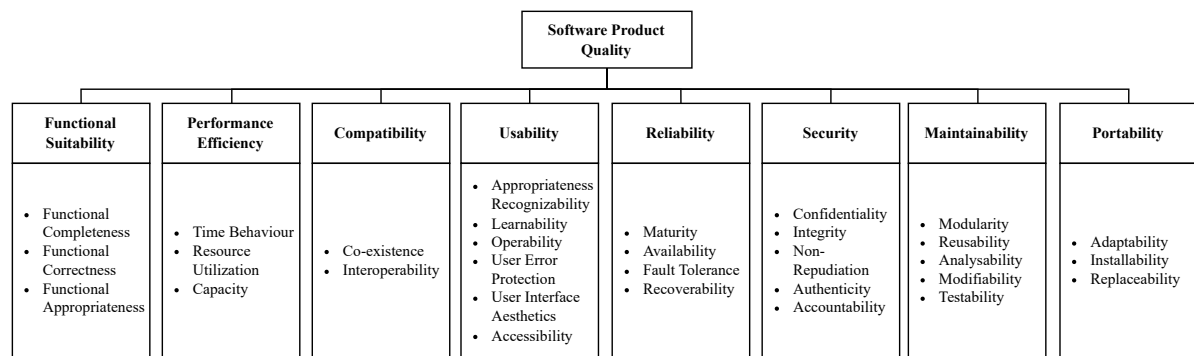 Software Product
Quality
Functional
Suitability
Performance
Efficiency
Compatibility
Usability
Reliability
Security
Maintainability
Portability
• Functional
Completeness
• Functional
Correctness
• Functional
Appropriateness
• Time Behaviour
• Resource
Utilization
• Capacity
• Co-existence
• Interoperability
• Appropriateness
Recognizability
• Learnability
• Operability
• User Error
Protection
• User Interface
Aesthetics
• Accessibility
• Maturity
• Availability
• Fault Tolerance
• Recoverability
• Confidentiality
• Integrity
• Non-
Repudiation
• Authenticity
• Accountability
• Modularity
• Reusability
• Analysability
• Modifiability
• Testability
• Adaptability
• Installability
• Replaceability